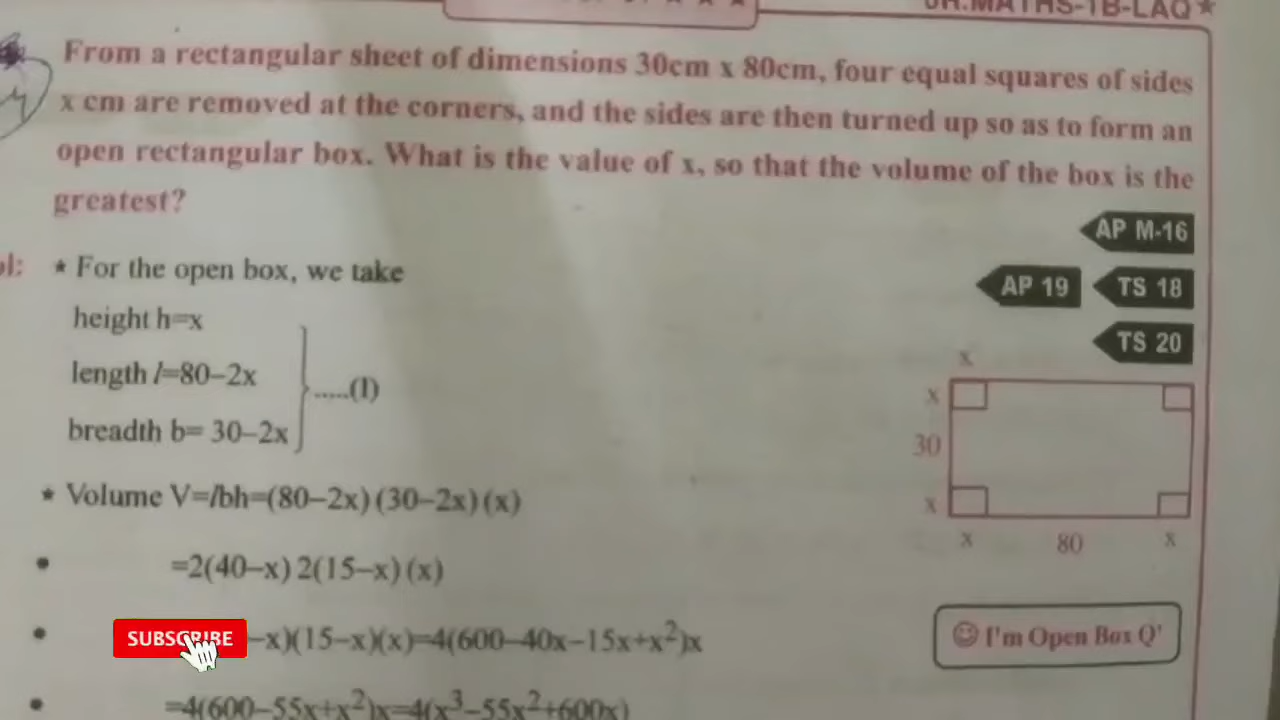 JR.MATHS-1B-LAQ★
From a rectangular sheet of dimensions 30cm x 80cm, four equal squares of sides
x cm are removed at the corners, and the sides are then turned up so as to form an
open rectangular box. What is the value of x, so that the volume of the box is the
greatest?
AP M-16
AP 19 TS 18
TS 20
★ For the open box, we take
height h=x
length l=80–2x
.....(1)
breadth b= 30–2x
★ Volume V=lbh=(80–2x)(30–2x)(x)
• =2(40–x) 2(15–x)(x)
• SUBSCRIBE –x)(15–x)(x)=4(600–40x–15x+x²)x
• =4(600–55x+x²)x=4(x³–55x²+600x)
x
x
30
x
x 80 x
☺ I'm Open Box Q'